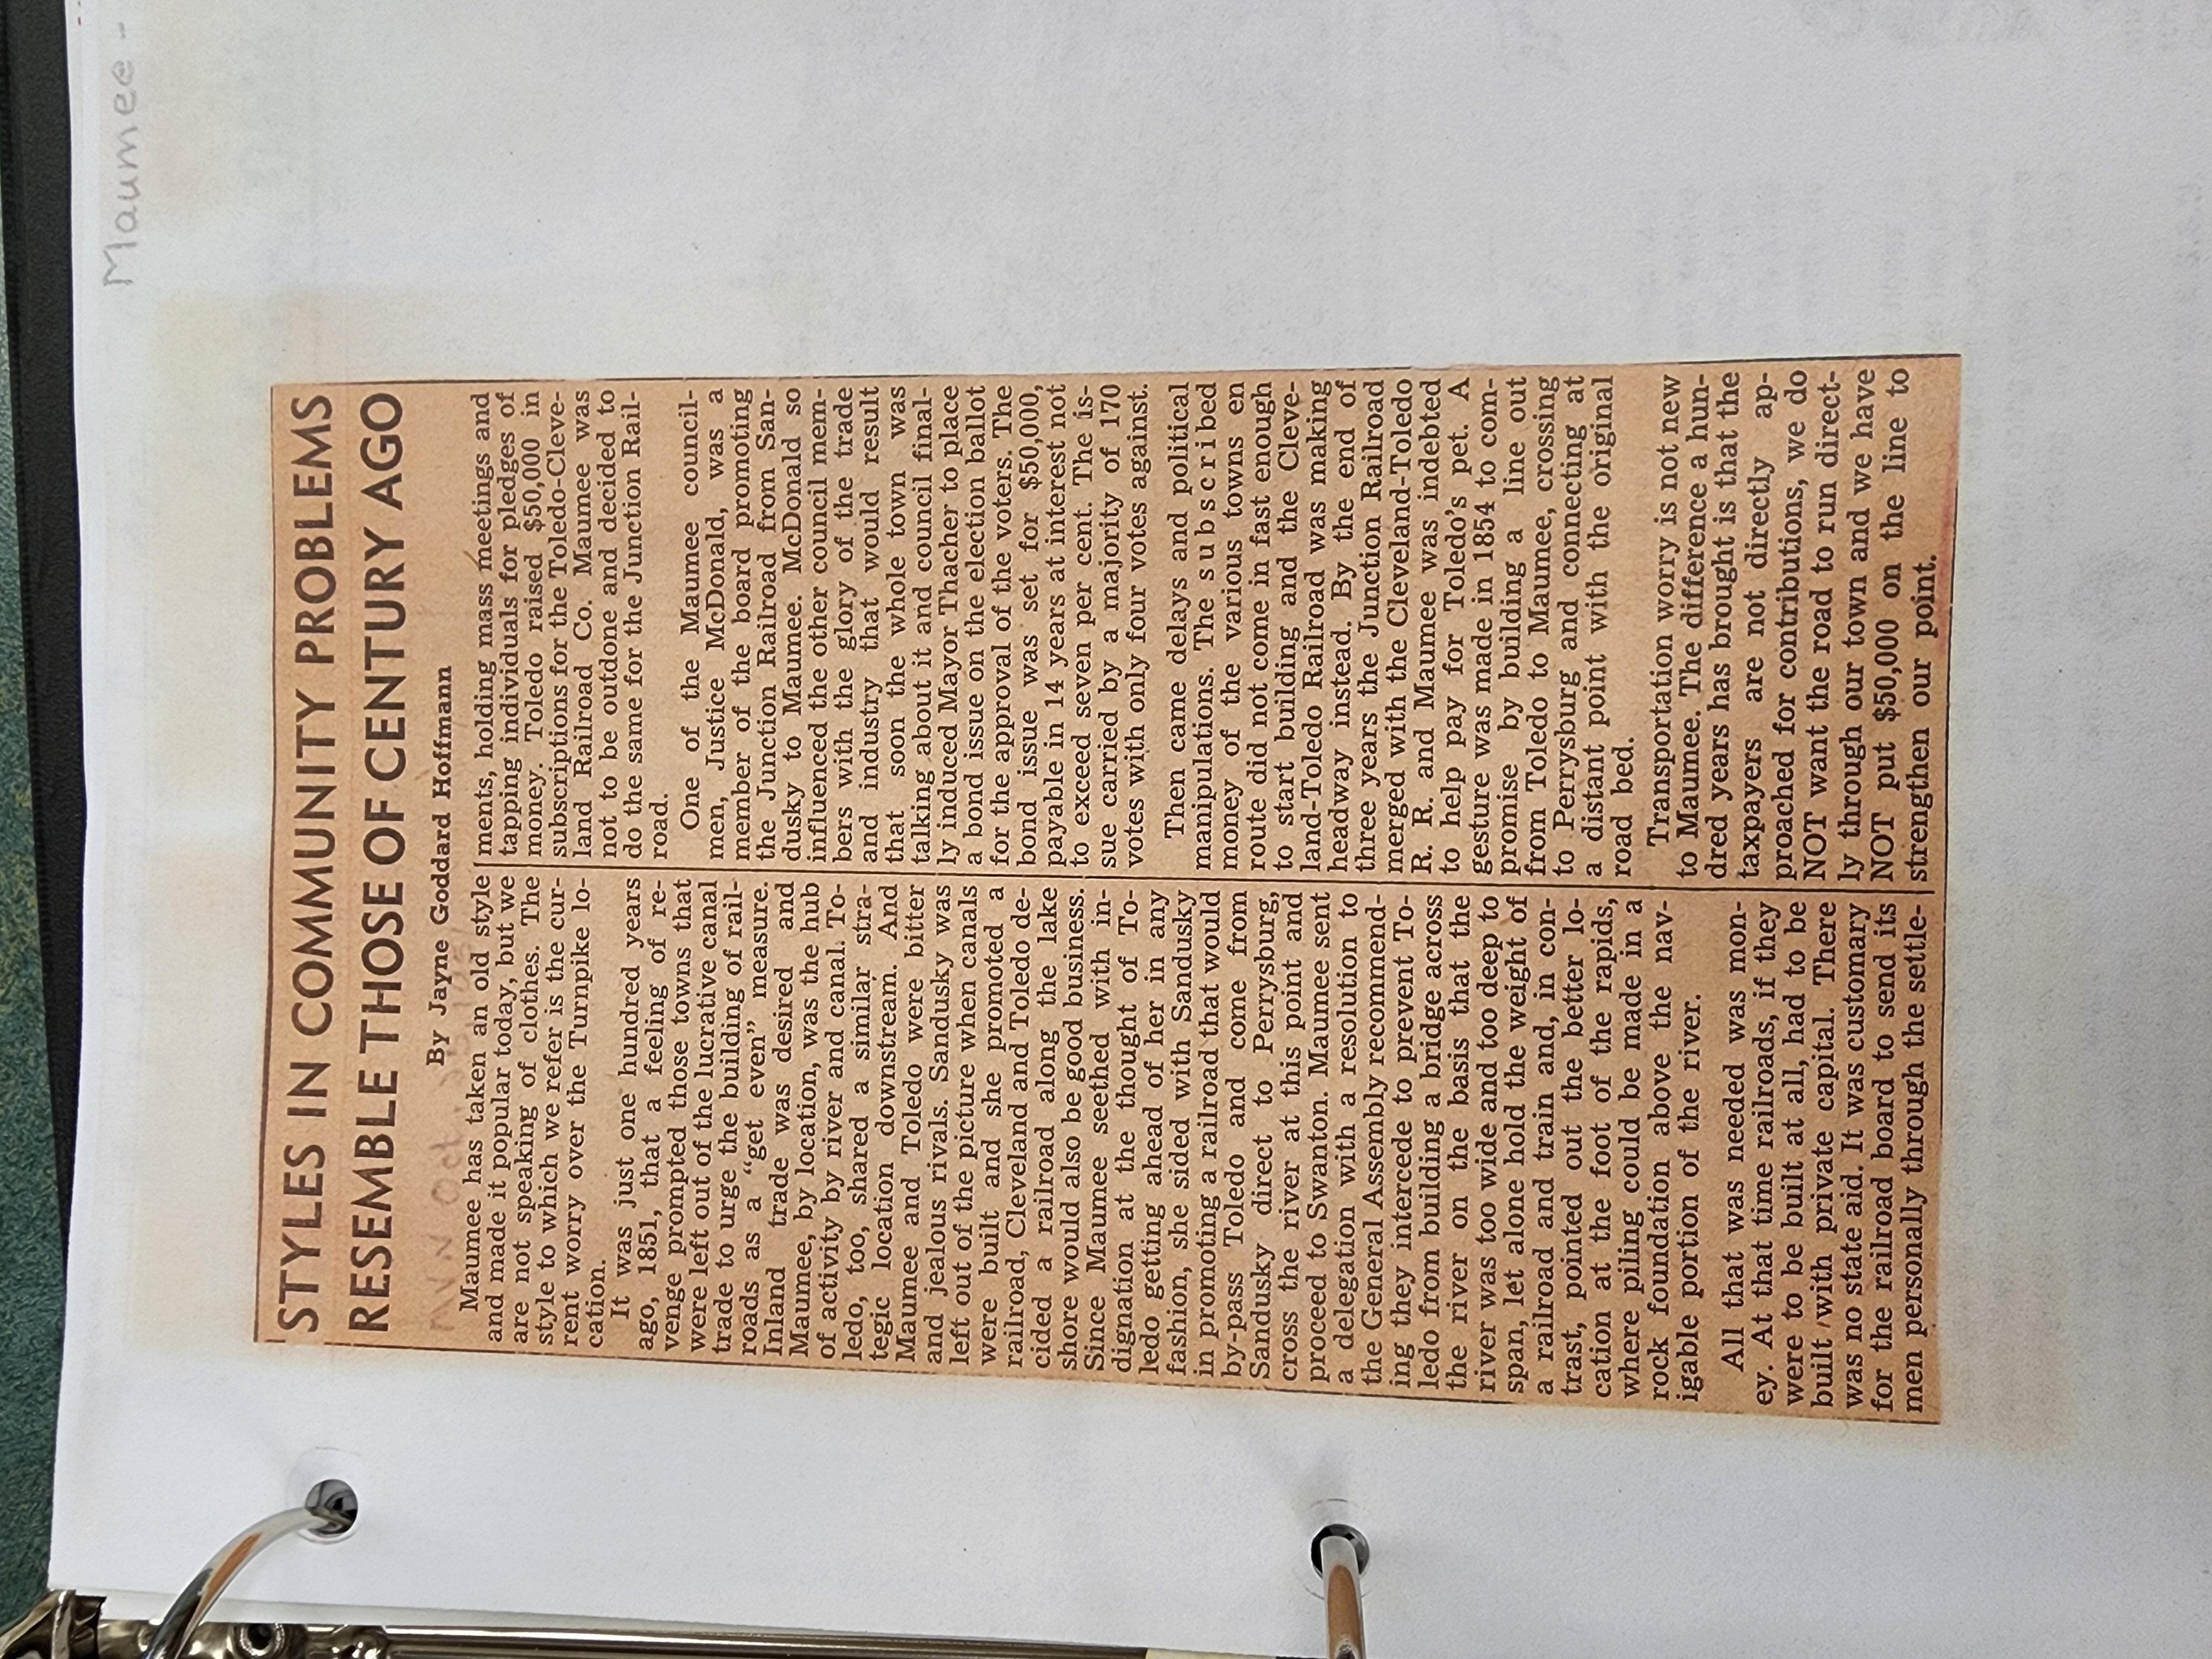 Maumee -
STYLES IN COMMUNITY PROBLEMS
RESEMBLE THOSE OF CENTURY AGO
By Jayne Goddard Hoffmann
Maumee has taken an old style
and made it popular today, but we
are not speaking of clothes. The
style to which we refer is the cur-
rent worry over the Turnpike lo-
cation.
It was just one hundred years
ago, 1851, that a feeling of re-
venge prompted those towns that
were left out of the lucrative canal
trade to urge the building of rail-
roads as a "get even" measure.
Inland trade was desired and
Maumee, by location, was the hub
of activity by river and canal. To-
ledo, too, shared a similar stra-
tegic location downstream. And
Maumee and Toledo were bitter
and jealous rivals. Sandusky was
left out of the picture when canals
were built and she promoted a
railroad, Cleveland and Toledo de-
cided a railroad along the lake
shore would also be good business.
Since Maumee seethed with in-
dignation at the thought of To-
ledo getting ahead of her in any
fashion, she sided with Sandusky
in promoting a railroad that would
by-pass Toledo and come from
Sandusky direct to Perrysburg,
cross the river at this point and
proceed to Swanton. Maumee sent
a delegation with a resolution to
the General Assembly recommend-
ing they intercede to prevent To-
ledo from building a bridge across
the river on the basis that the
river was too wide and too deep to
span, let alone hold the weight of
a railroad and train and, in con-
trast, pointed out the better lo-
cation at the foot of the rapids,
where piling could be made in a
rock foundation above the nav-
igable portion of the river.
All that was needed was mon-
ey. At that time railroads, if they
were to be built at all, had to be
built with private capital. There
was no state aid. It was customary
for the railroad board to send its
men personally through the settle-
ments, holding mass meetings and
tapping individuals for pledges of
money. Toledo raised $50,000 in
subscriptions for the Toledo-Cleve-
land Railroad Co. Maumee was
not to be outdone and decided to
do the same for the Junction Rail-
road.
One of the Maumee council-
men, Justice McDonald, was a
member of the board promoting
the Junction Railroad from San-
dusky to Maumee. McDonald so
influenced the other council mem-
bers with the glory of the trade
and industry that would result
that soon the whole town was
talking about it and council final-
ly induced Mayor Thacher to place
a bond issue on the election ballot
for the approval of the voters. The
bond issue was set for $50,000,
payable in 14 years at interest not
to exceed seven per cent. The is-
sue carried by a majority of 170
votes with only four votes against.
Then came delays and political
manipulations. The subscribed
money of the various towns en
route did not come in fast enough
to start building and the Cleve-
land-Toledo Railroad was making
headway instead. By the end of
three years the Junction Railroad
merged with the Cleveland-Toledo
R. R. and Maumee was indebted
to help pay for Toledo's pet. A
gesture was made in 1854 to com-
promise by building a line out
from Toledo to Maumee, crossing
to Perrysburg and connecting at
a distant point with the original
road bed.
Transportation worry is not new
to Maumee. The difference a hun-
dred years has brought is that the
taxpayers are not directly ap-
proached for contributions, we do
NOT want the road to run direct-
ly through our town and we have
NOT put $50,000 on the line to
strengthen our point.